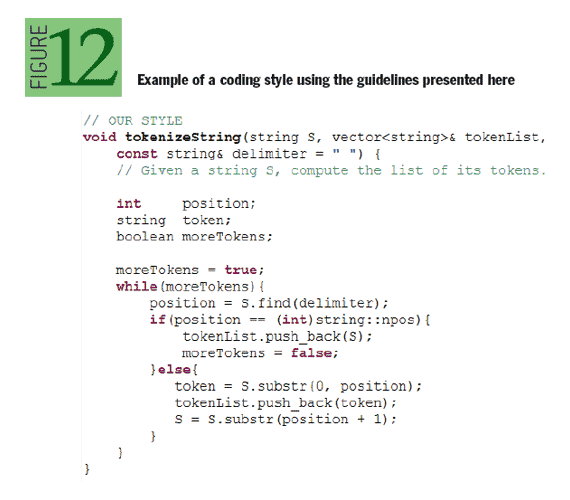 FIGURE
12
Example of a coding style using the guidelines presented here
// OUR STYLE
void tokenizeString(string S, vector<string>& tokenList,
    const string& delimiter = " ") {
    // Given a string S, compute the list of its tokens.

    int     position;
    string  token;
    boolean moreTokens;

    moreTokens = true;
    while(moreTokens){
        position = S.find(delimiter);
        if(position == (int)string::npos){
            tokenList.push_back(S);
            moreTokens = false;
        }else{
           token = S.substr(0, position);
           tokenList.push_back(token);
           S = S.substr(position + 1);
        }
    }
}